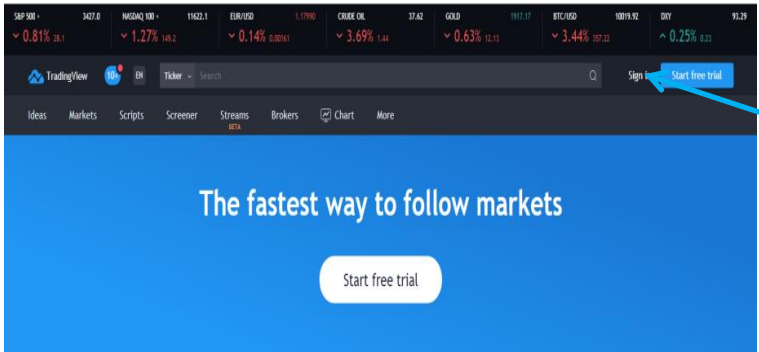 S&P 500 3427.0 NASDAQ 100 11622.1 EUR/USD 1.17990 CRUDE OIL 37.62 GOLD 1917.17 BTC/USD 10019.92 DXY 93.29
0.81% 28.1 1.27% 149.2 0.14% 0.00161 3.69% 1.44 0.63% 12.13 3.44% 357.22 0.25% 0.23
TradingView 10+ EN Ticker Search Sign Start free trial
Ideas Markets Scripts Screener Streams Brokers Chart More
BETA
The fastest way to follow markets
Start free trial